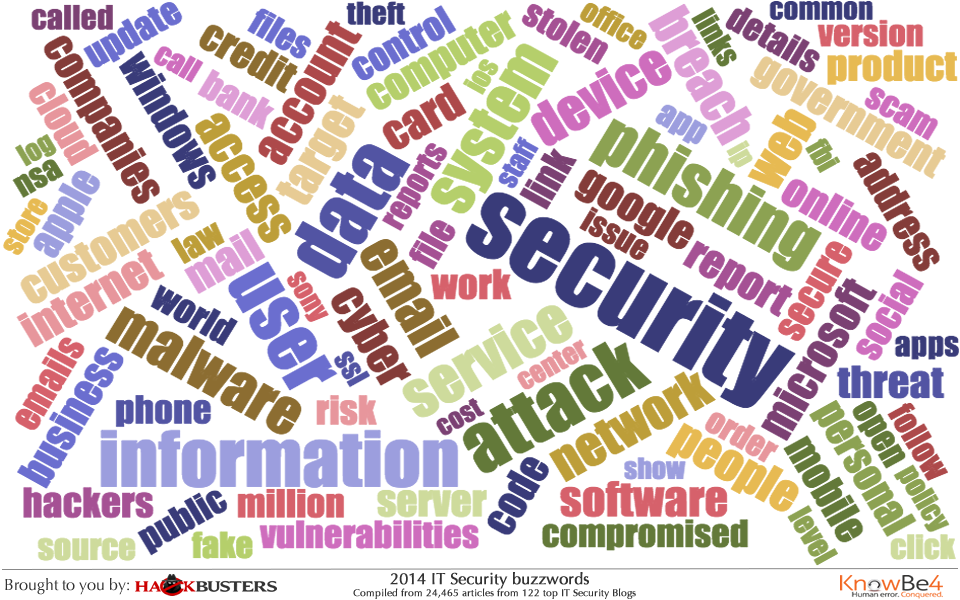 called
update
files
theft
control
stolen
office
links
details
common
version
product
companies
windows
call
bank
credit
account
computer
ios
system
device
breach
government
scam
cloud
log
nsa
access
target
card
data
reports
staff
link
app
ip
web
fbi
address
store
apple
customers
law
mail
internet
file
security
phishing
google
issue
online
report
secure
social
world
user
sony
cyber
email
work
microsoft
apps
threat
emails
business
malware
ssl
service
center
phone
risk
cost
attack
network
order
people
personal
open
follow
information
code
show
mobile
policy
hackers
public
million
server
software
level
source
fake
vulnerabilities
compromised
click
Brought to you by: HACKBUSTERS
2014 IT Security buzzwords
Compiled from 24,465 articles from 122 top IT Security Blogs
KnowBe4
Human error. Conquered.